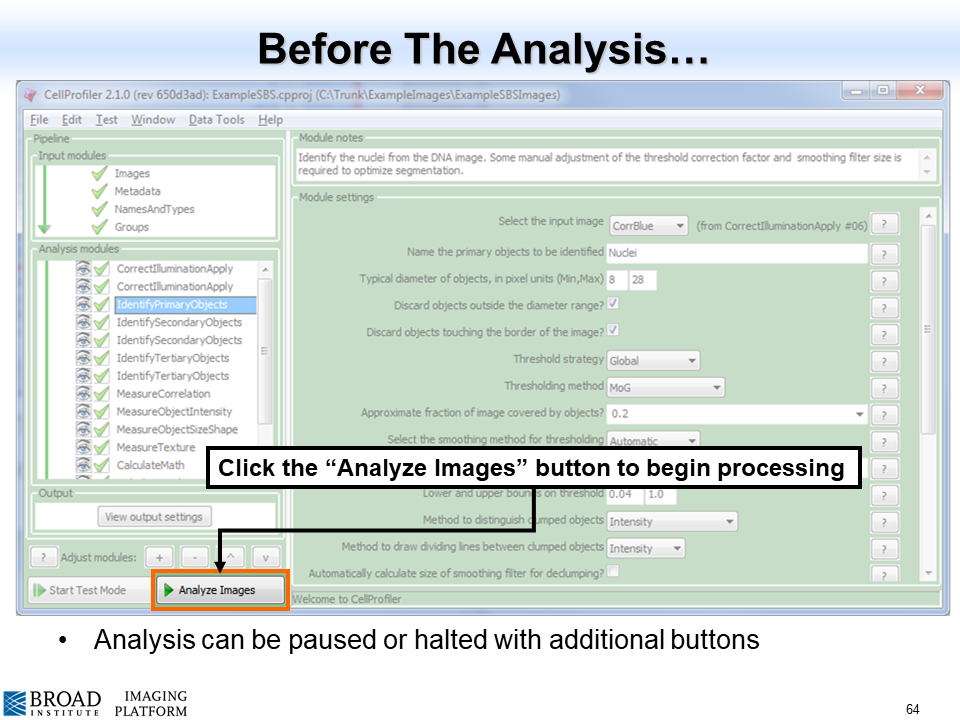 Before The Analysis…
CellProfiler 2.1.0 (rev 650d3ad): ExampleSBS.cpproj (C:\Trunk\ExampleImages\ExampleSBSImages)
File Edit Test Window Data Tools Help
Pipeline
Input modules
Images
Metadata
NamesAndTypes
Groups
Analysis modules
CorrectIlluminationApply
CorrectIlluminationApply
IdentifyPrimaryObjects
IdentifySecondaryObjects
IdentifySecondaryObjects
IdentifyTertiaryObjects
IdentifyTertiaryObjects
MeasureCorrelation
MeasureObjectIntensity
MeasureObjectSizeShape
MeasureTexture
CalculateMath
Output
View output settings
? Adjust modules: + - ^ v
Start Test Mode
Analyze Images
Module notes
Identify the nuclei from the DNA image. Some manual adjustment of the threshold correction factor and smoothing filter size is
required to optimize segmentation.
Module settings
Select the input image CorrBlue (from CorrectIlluminationApply #06) ?
Name the primary objects to be identified Nuclei ?
Typical diameter of objects, in pixel units (Min,Max) 8 28 ?
Discard objects outside the diameter range? ?
Discard objects touching the border of the image? ?
Threshold strategy Global ?
Thresholding method MoG ?
Approximate fraction of image covered by objects? 0.2 ?
Select the smoothing method for thresholding Automatic ?
Click the “Analyze Images” button to begin processing
?
Lower and upper bounds on threshold 0.04 1.0 ?
Method to distinguish clumped objects Intensity ?
Method to draw dividing lines between clumped objects Intensity ?
Automatically calculate size of smoothing filter for declumping? ?
Welcome to CellProfiler
• Analysis can be paused or halted with additional buttons
BROAD
INSTITUTE
IMAGING
PLATFORM
64